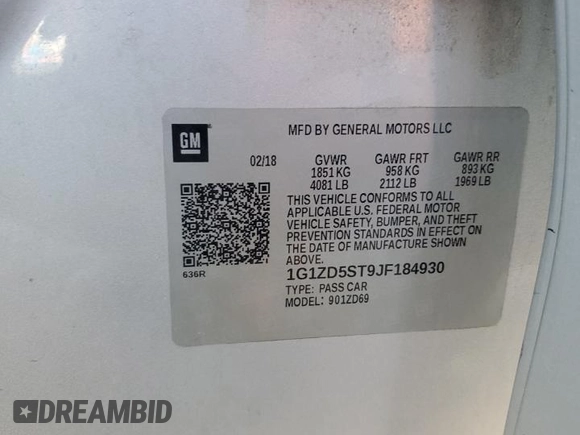 GM
MFD BY GENERAL MOTORS LLC
02/18 GVWR GAWR FRT GAWR RR
1851 KG 958 KG 893 KG
4081 LB 2112 LB 1969 LB
THIS VEHICLE CONFORMS TO ALL
APPLICABLE U.S. FEDERAL MOTOR
VEHICLE SAFETY, BUMPER, AND THEFT
PREVENTION STANDARDS IN EFFECT ON
THE DATE OF MANUFACTURE SHOWN
ABOVE.
636R
1G1ZD5ST9JF184930
TYPE: PASS CAR
MODEL: 901ZD69
DREAMBID